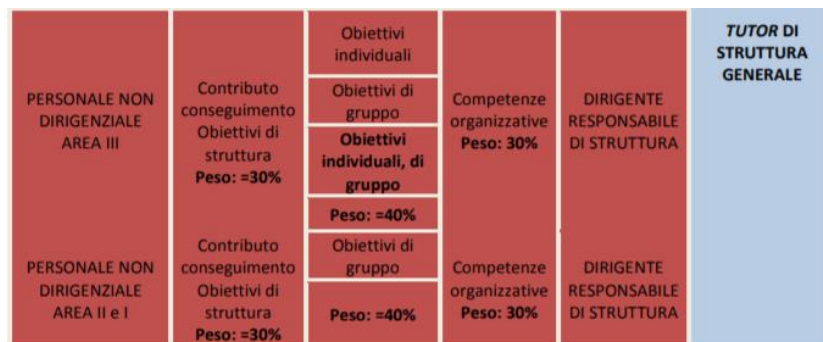 PERSONALE NON
DIRIGENZIALE
AREA III
Contributo
conseguimento
Obiettivi di
struttura
Peso: =30%
Obiettivi
individuali
Obiettivi di
gruppo
Obiettivi
individuali, di
gruppo
Peso: =40%
Competenze
organizzative
Peso: 30%
DIRIGENTE
RESPONSABILE
DI STRUTTURA
TUTOR DI
STRUTTURA
GENERALE
PERSONALE NON
DIRIGENZIALE
AREA II e I
Contributo
conseguimento
Obiettivi di
struttura
Peso: =30%
Obiettivi di
gruppo
Peso: =40%
Competenze
organizzative
Peso: 30%
DIRIGENTE
RESPONSABILE
DI STRUTTURA